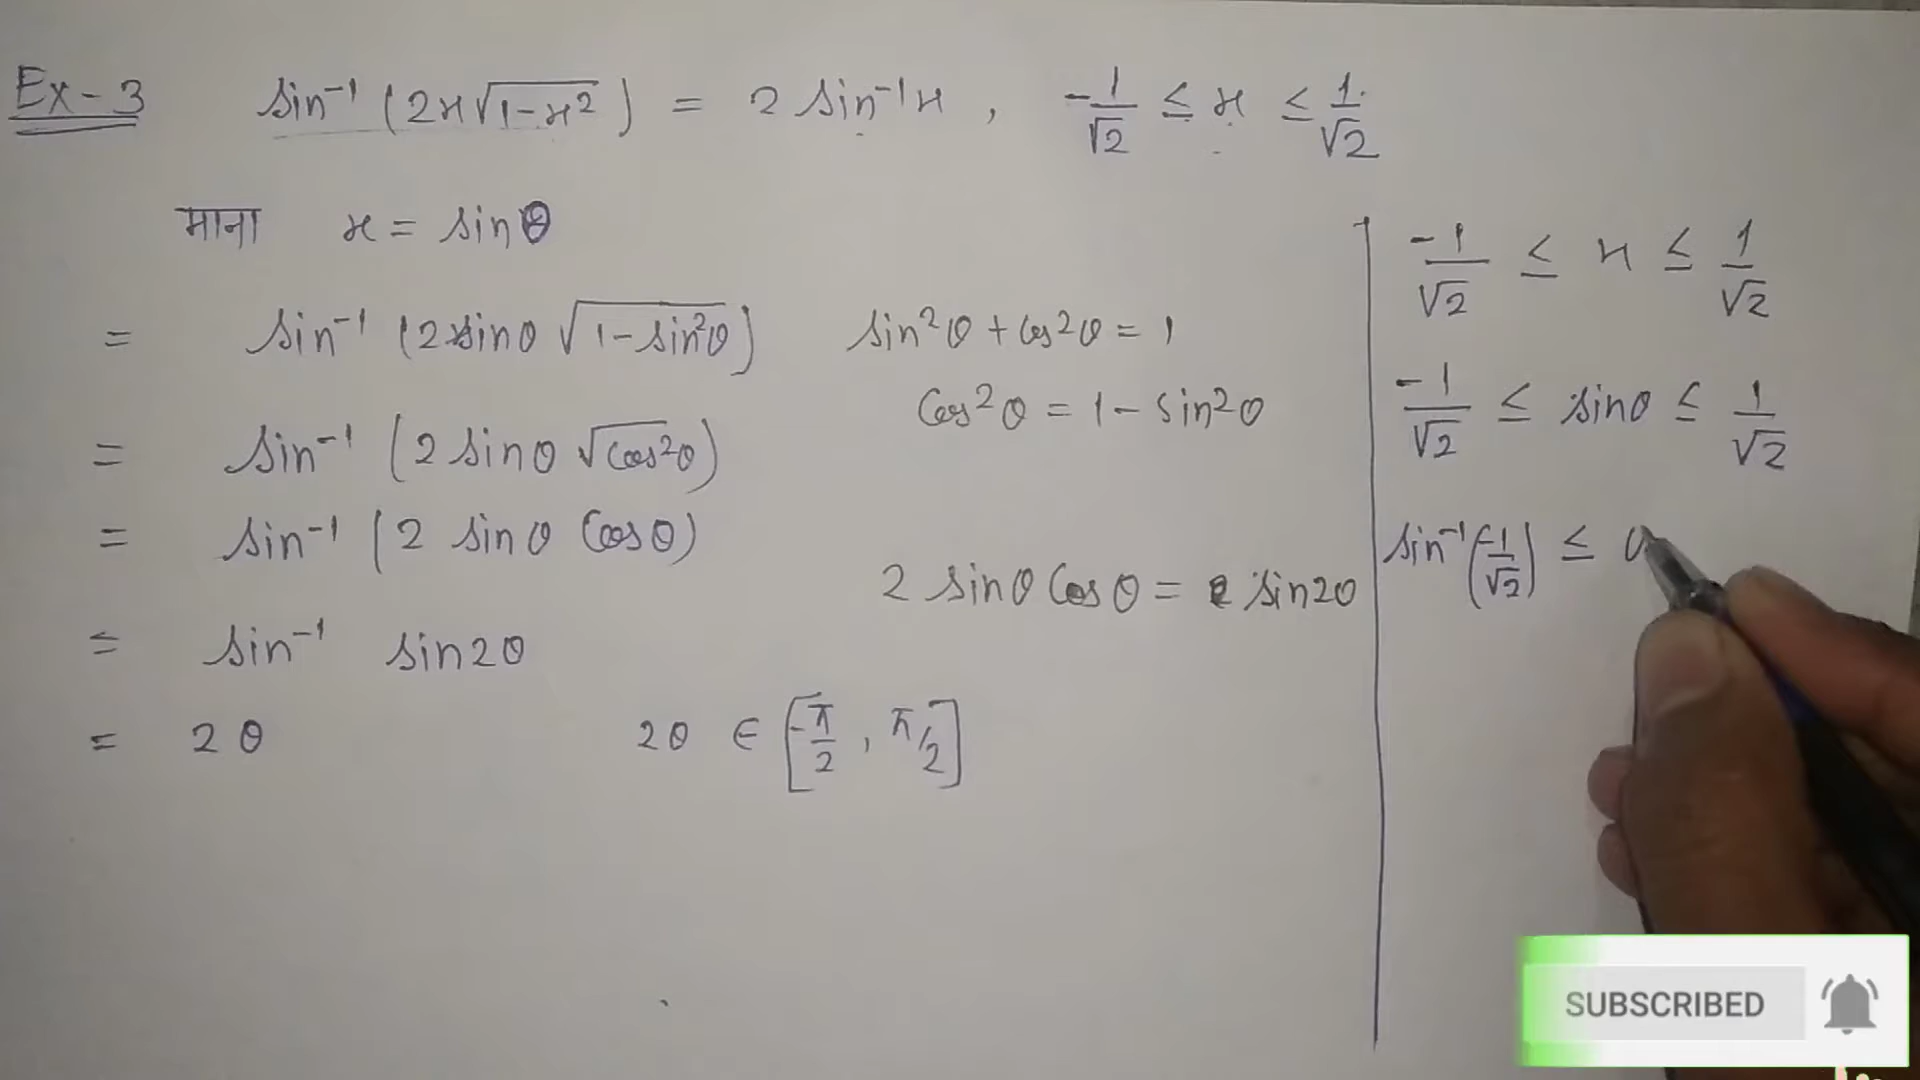 Ex-3 sin⁻¹(2x√(1-x²)) = 2 sin⁻¹x , -1/√2 ≤ x ≤ 1/√2
माना x = sinθ
= sin⁻¹(2sinθ √(1-sin²θ))
= sin⁻¹(2 sinθ √(cos²θ))
= sin⁻¹(2 sinθ Cosθ)
= sin⁻¹ sin2θ
= 2θ 2θ ∈ [-π/2 , π/2]
sin²θ + Cos²θ = 1
Cos²θ = 1 - sin²θ
2 sinθ Cosθ = sin2θ
-1/√2 ≤ x ≤ 1/√2
-1/√2 ≤ sinθ ≤ 1/√2
sin⁻¹(-1/√2) ≤
SUBSCRIBED